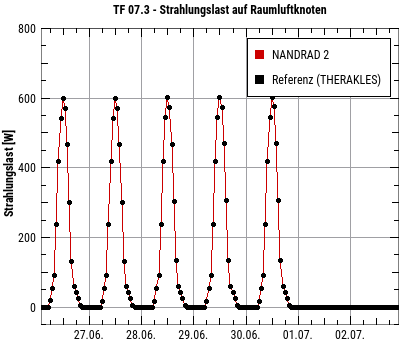 TF 07.3 - Strahlungslast auf Raumluftknoten
NANDRAD 2
Referenz (THERAKLES)
Strahlungslast [W]
800
600
400
200
0
27.06.
28.06.
29.06.
30.06.
01.07.
02.07.